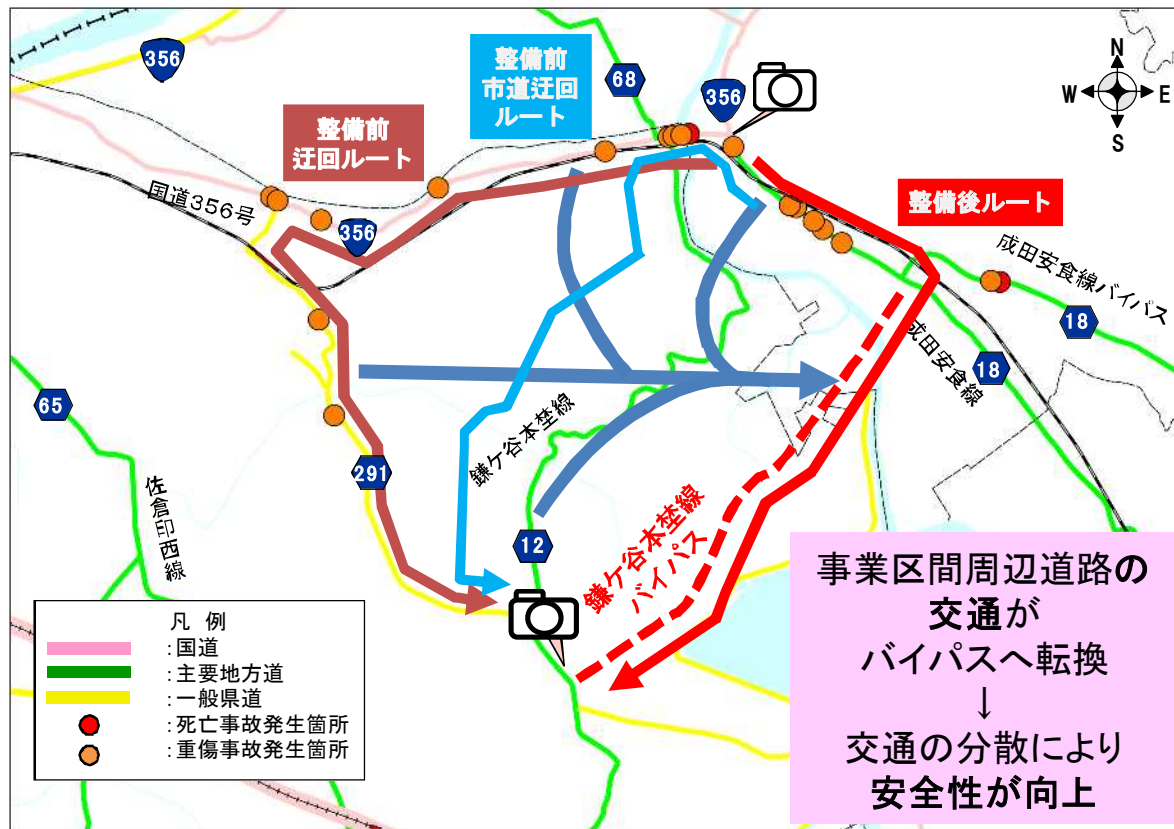 356
整備前
迂回ルート
整備前
市道迂回
ルート
68
356
N
W
E
S
国道356号
356
整備後ルート
成田安食線バイパス
18
成田安食線
18
65
佐倉印西線
291
鎌ケ谷本埜線
12
鎌ケ谷本埜線
バイパス
凡 例
:国道
:主要地方道
:一般県道
:死亡事故発生箇所
:重傷事故発生箇所
事業区間周辺道路の
交通が
バイパスへ転換
↓
交通の分散により
安全性が向上